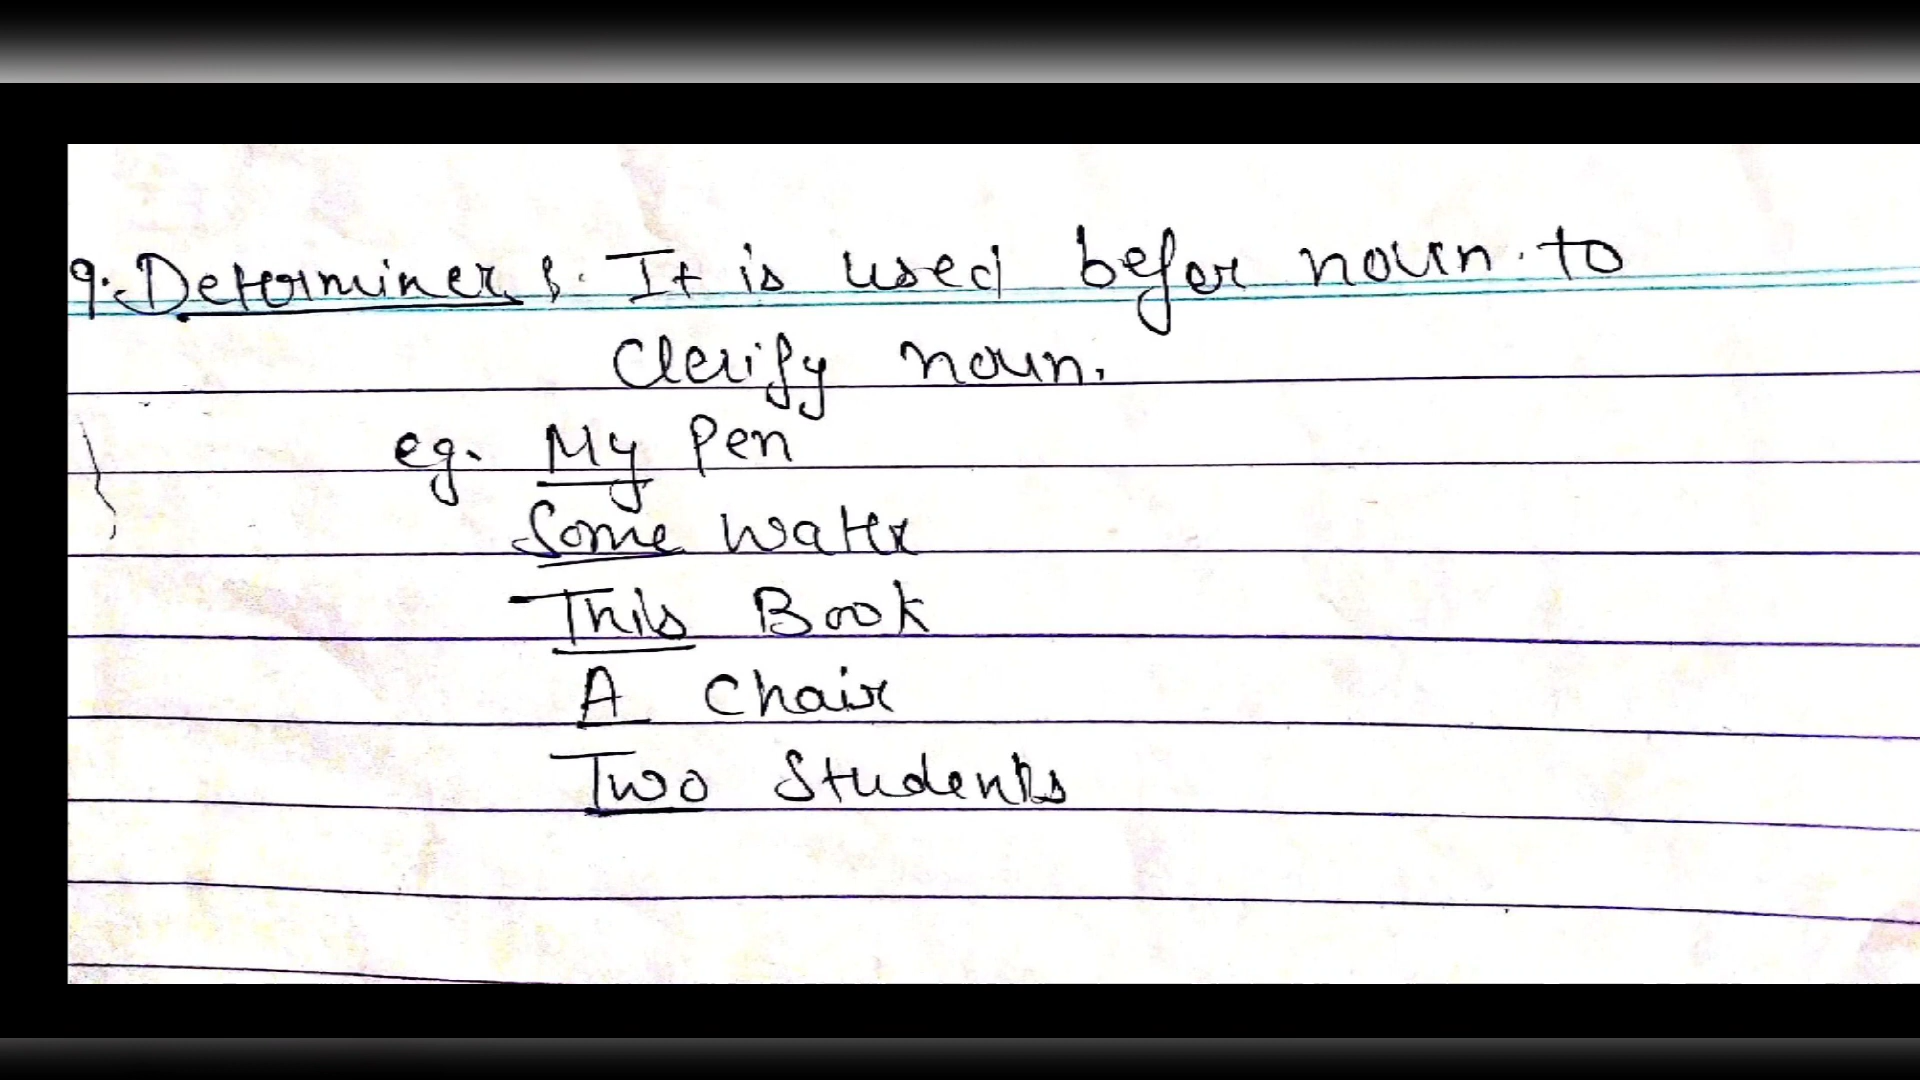 9. Determiner :. It is used befor noun. to
Clerify noun.
eg. My Pen
Some Water
This Book
A Chair
Two Students